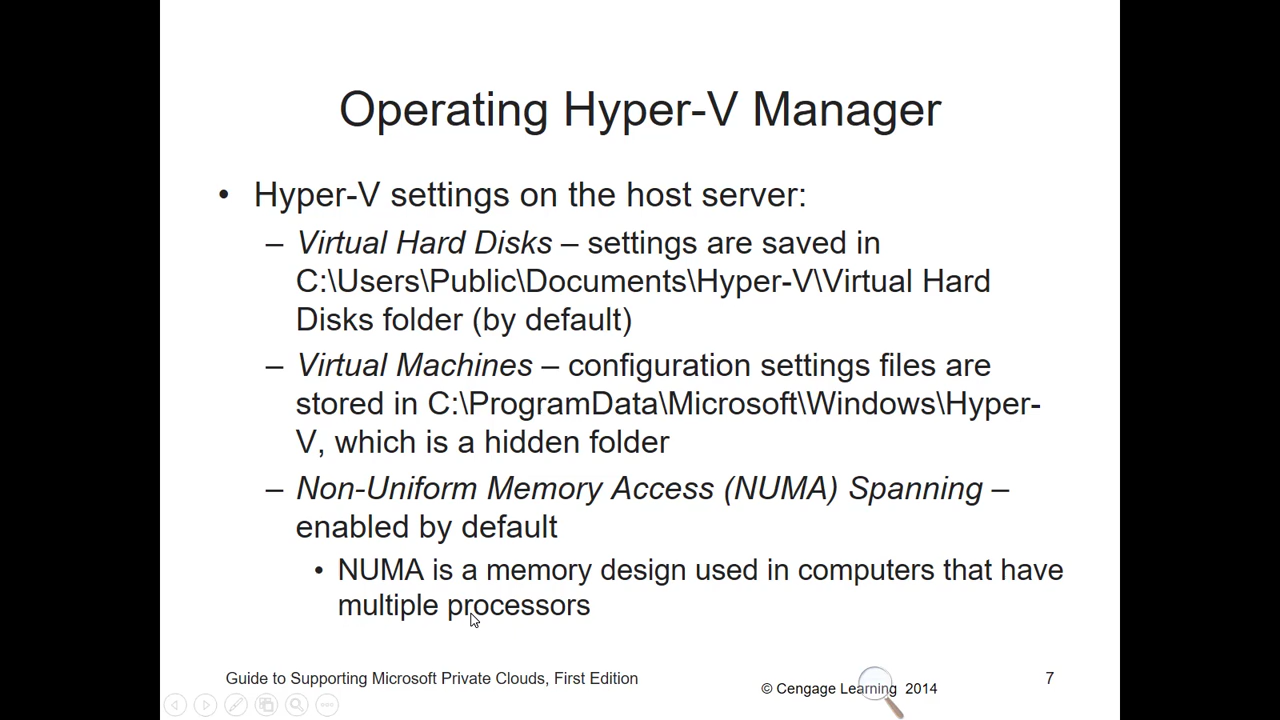 Operating Hyper-V Manager
• Hyper-V settings on the host server:
– Virtual Hard Disks – settings are saved in
C:\Users\Public\Documents\Hyper-V\Virtual Hard
Disks folder (by default)
– Virtual Machines – configuration settings files are
stored in C:\ProgramData\Microsoft\Windows\Hyper-
V, which is a hidden folder
– Non-Uniform Memory Access (NUMA) Spanning –
enabled by default
• NUMA is a memory design used in computers that have
multiple processors
Guide to Supporting Microsoft Private Clouds, First Edition
© Cengage Learning 2014
7